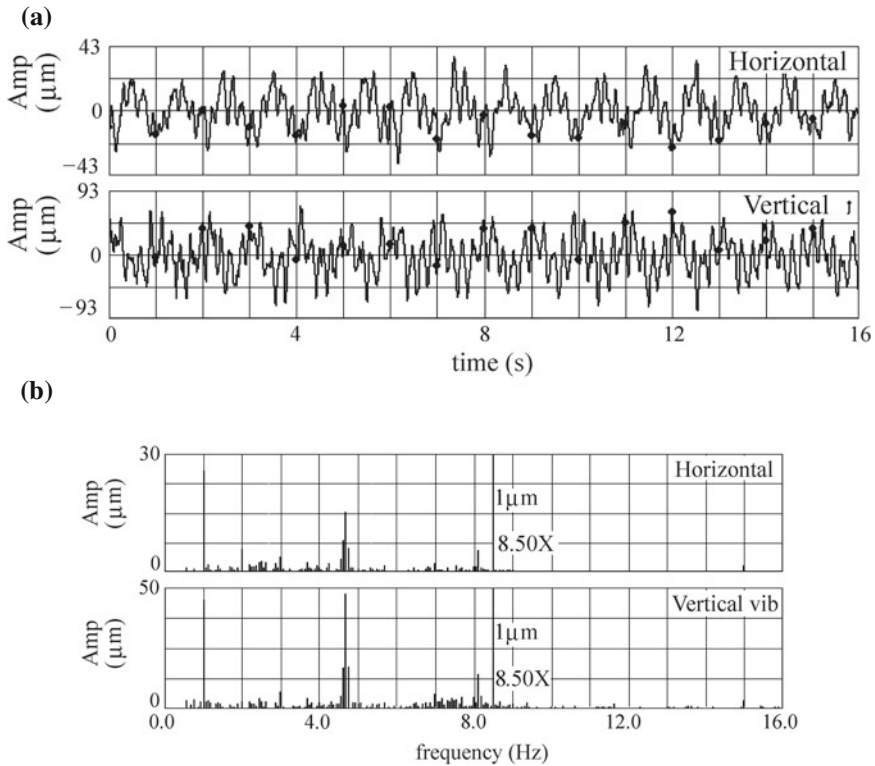 (a)
43
Horizontal
Amp
(μm)
0
−43
93
Vertical
Amp
(μm)
0
−93
0 4 8 12 16
time (s)
(b)
30
Horizontal
Amp
(μm)
1μm
8.50X
0
50
Vertical vib
Amp
(μm)
1μm
8.50X
0
0.0 4.0 8.0 12.0 16.0
frequency (Hz)